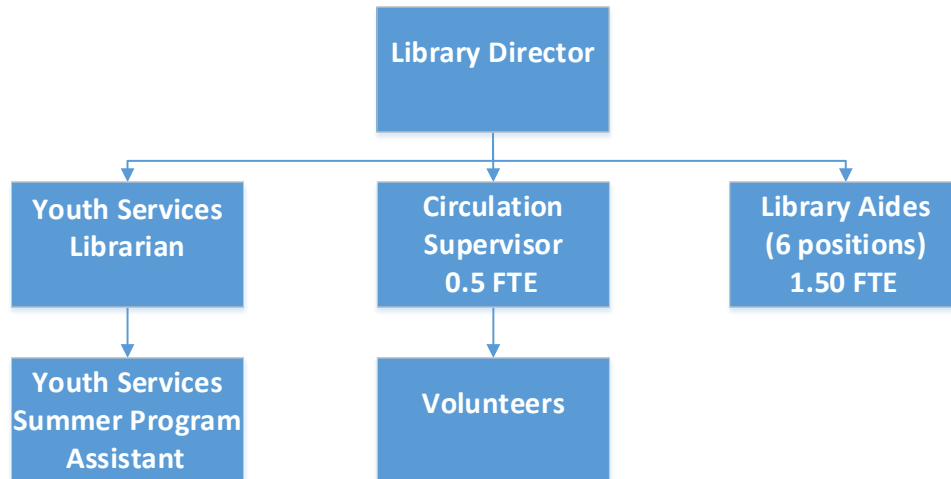 Library Director
Youth Services
Librarian
Circulation
Supervisor
0.5 FTE
Library Aides
(6 positions)
1.50 FTE
Youth Services
Summer Program
Assistant
Volunteers